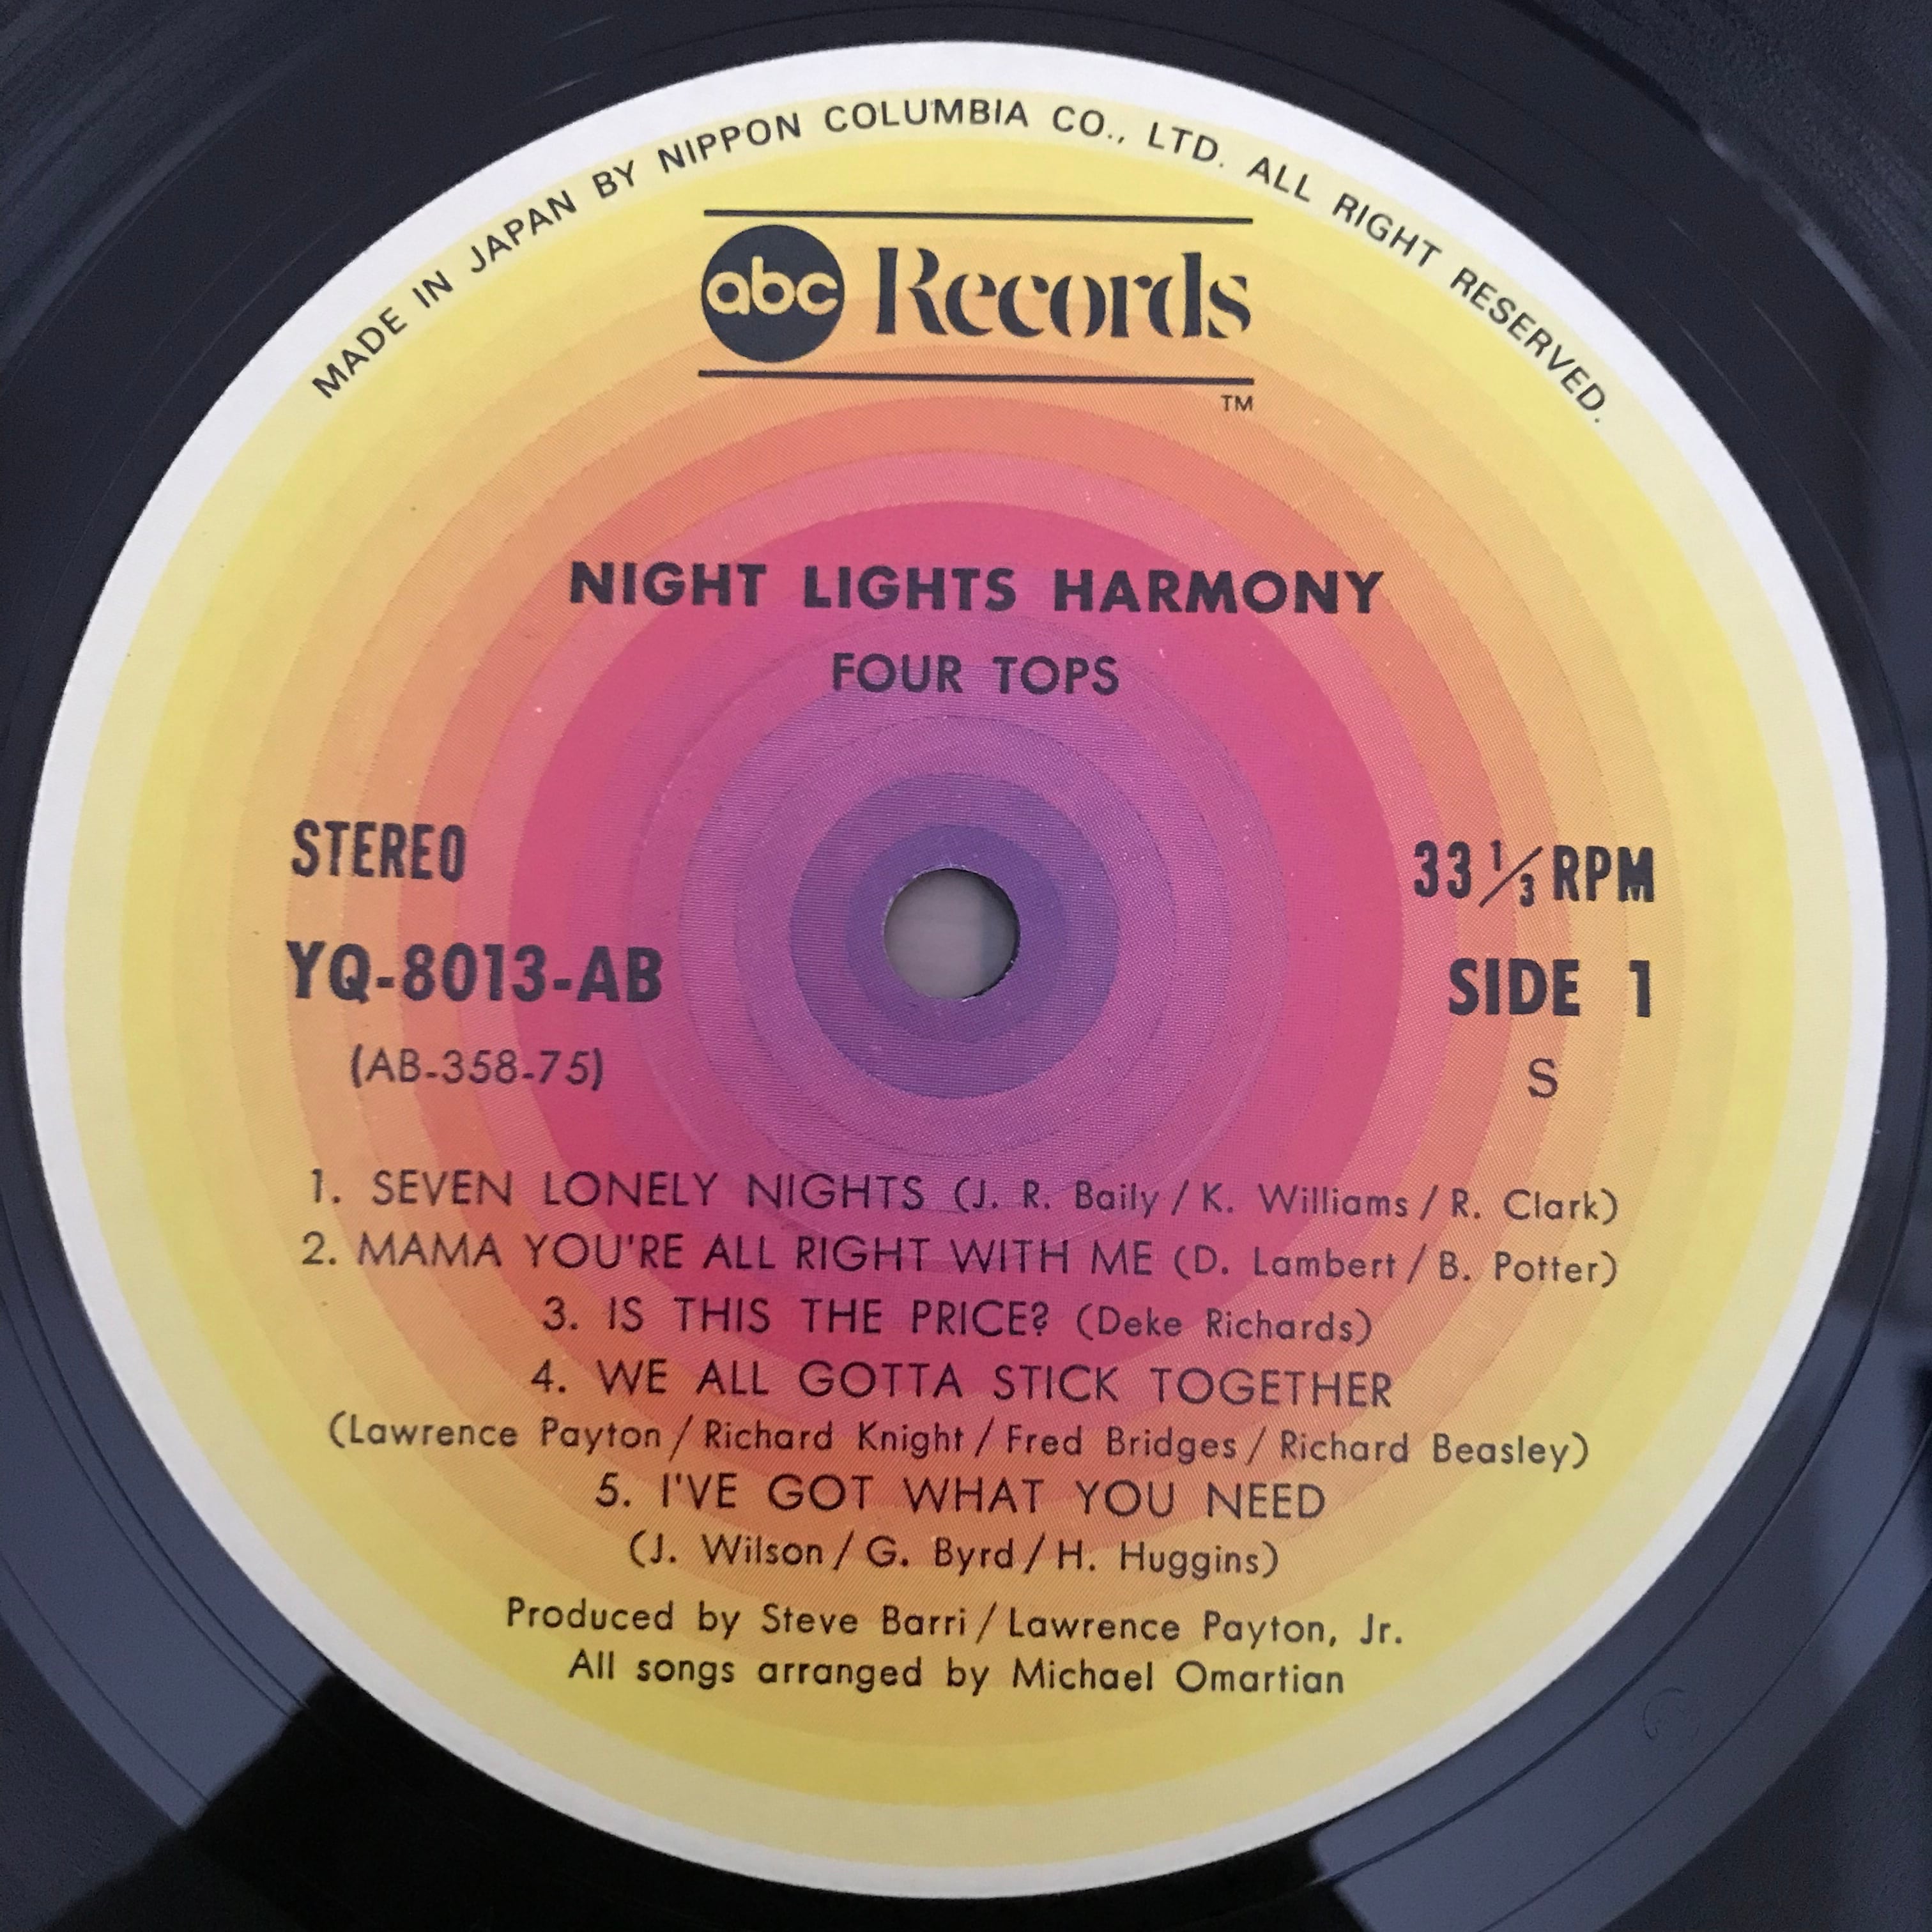 MADE IN JAPAN BY NIPPON COLUMBIA CO., LTD. ALL RIGHT RESERVED.
abc Records
TM
NIGHT LIGHTS HARMONY
FOUR TOPS
STEREO
33 1/3 RPM
YQ-8013-AB
SIDE 1
(AB-358-75)
S
1. SEVEN LONELY NIGHTS (J. R. Baily / K. Williams / R. Clark)
2. MAMA YOU'RE ALL RIGHT WITH ME (D. Lambert / B. Potter)
3. IS THIS THE PRICE? (Deke Richards)
4. WE ALL GOTTA STICK TOGETHER
(Lawrence Payton / Richard Knight / Fred Bridges / Richard Beasley)
5. I'VE GOT WHAT YOU NEED
(J. Wilson / G. Byrd / H. Huggins)
Produced by Steve Barri / Lawrence Payton, Jr.
All songs arranged by Michael Omartian